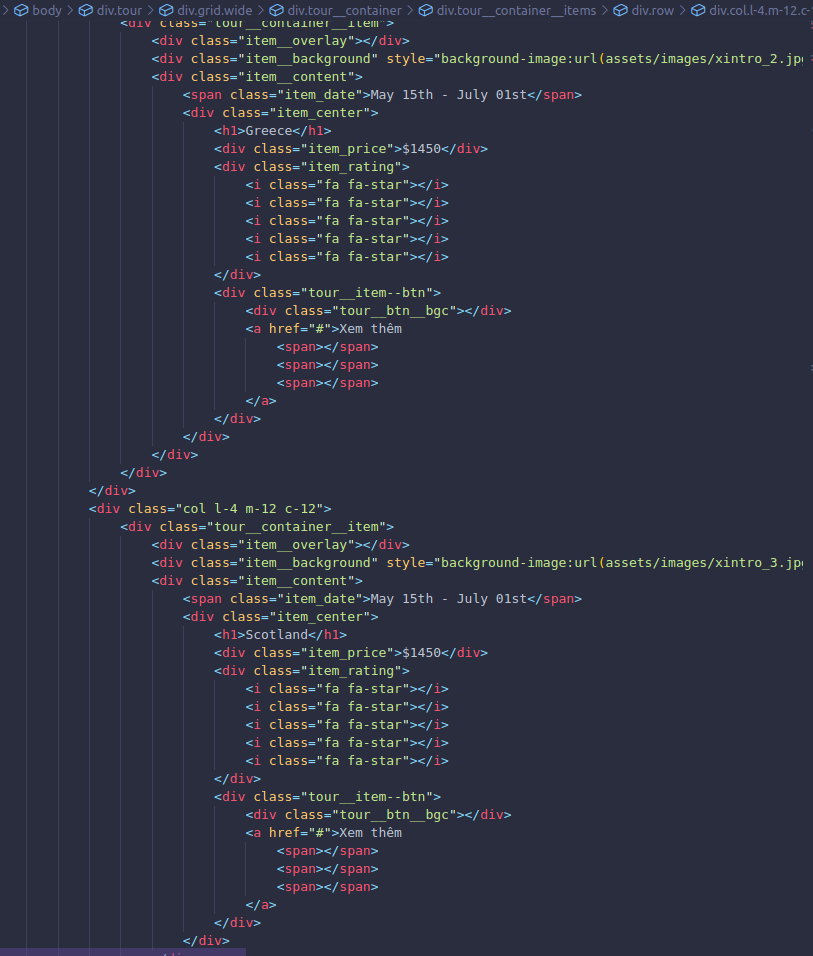 body > div.tour > div.grid.wide > div.tour__container > div.tour__container__items > div.row > div.col.l-4.m-12.c-
<div class="tour__container__item">
<div class="item__overlay"></div>
<div class="item__background" style="background-image:url(assets/images/xintro_2.jp
<div class="item__content">
<span class="item_date">May 15th - July 01st</span>
<div class="item_center">
<h1>Greece</h1>
<div class="item_price">$1450</div>
<div class="item_rating">
<i class="fa fa-star"></i>
<i class="fa fa-star"></i>
<i class="fa fa-star"></i>
<i class="fa fa-star"></i>
<i class="fa fa-star"></i>
</div>
<div class="tour__item--btn">
<div class="tour__btn__bgc"></div>
<a href="#">Xem thêm
<span></span>
<span></span>
<span></span>
</a>
</div>
</div>
</div>
</div>
</div>
<div class="col l-4 m-12 c-12">
<div class="tour__container__item">
<div class="item__overlay"></div>
<div class="item__background" style="background-image:url(assets/images/xintro_3.jp
<div class="item__content">
<span class="item_date">May 15th - July 01st</span>
<div class="item_center">
<h1>Scotland</h1>
<div class="item_price">$1450</div>
<div class="item_rating">
<i class="fa fa-star"></i>
<i class="fa fa-star"></i>
<i class="fa fa-star"></i>
<i class="fa fa-star"></i>
<i class="fa fa-star"></i>
</div>
<div class="tour__item--btn">
<div class="tour__btn__bgc"></div>
<a href="#">Xem thêm
<span></span>
<span></span>
<span></span>
</a>
</div>
</div>